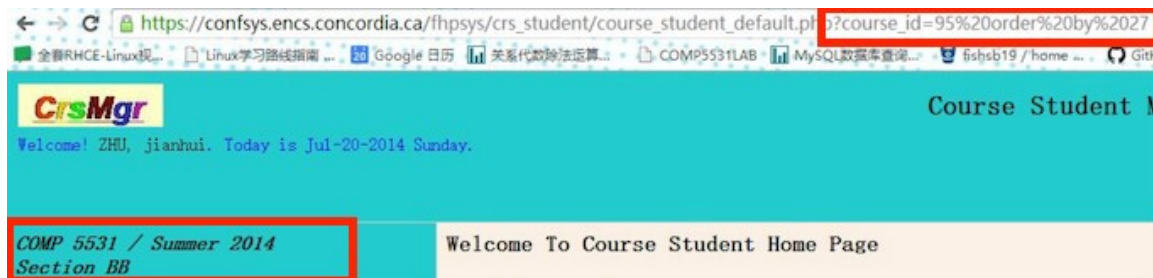 https://confsys.encs.concordia.ca/fhpsys/crs_student/course_student_default.php?course_id=95%20order%20by%2027
全套RHCE-Linux视... Linux学习路线指南 ... 20 Google 日历 关系代数除法运算... COMP5531LAB MySQL数据库查询... fishsb19 / home ... Gith
CrsMgr
Course Student M
Welcome! ZHU, jianhui. Today is Jul-20-2014 Sunday.
COMP 5531 / Summer 2014
Welcome To Course Student Home Page
Section BB